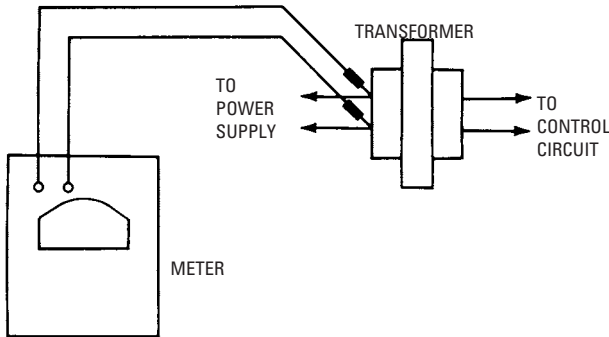 TRANSFORMER
TO
POWER
SUPPLY
TO
CONTROL
CIRCUIT
METER